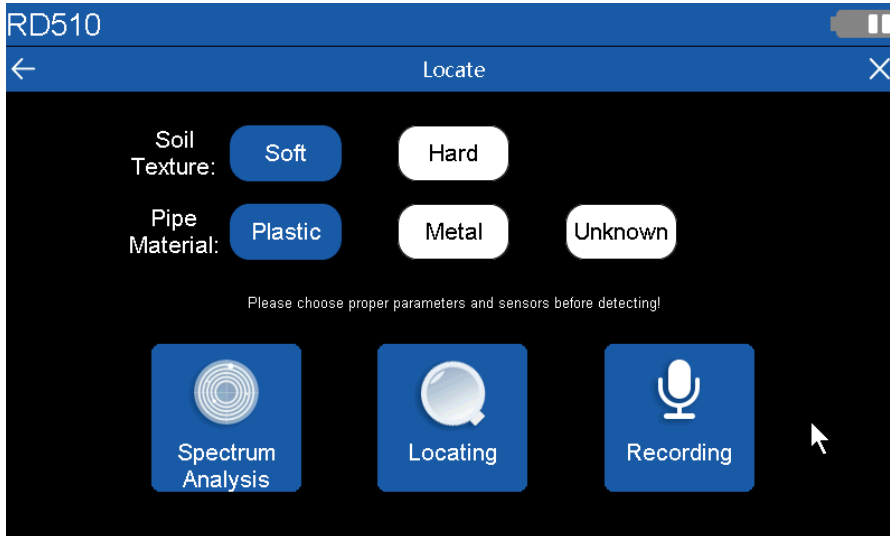 RD510
Locate
Soil
Texture:
Soft
Hard
Pipe
Material:
Plastic
Metal
Unknown
Please choose proper parameters and sensors before detecting!
Spectrum
Analysis
Locating
Recording